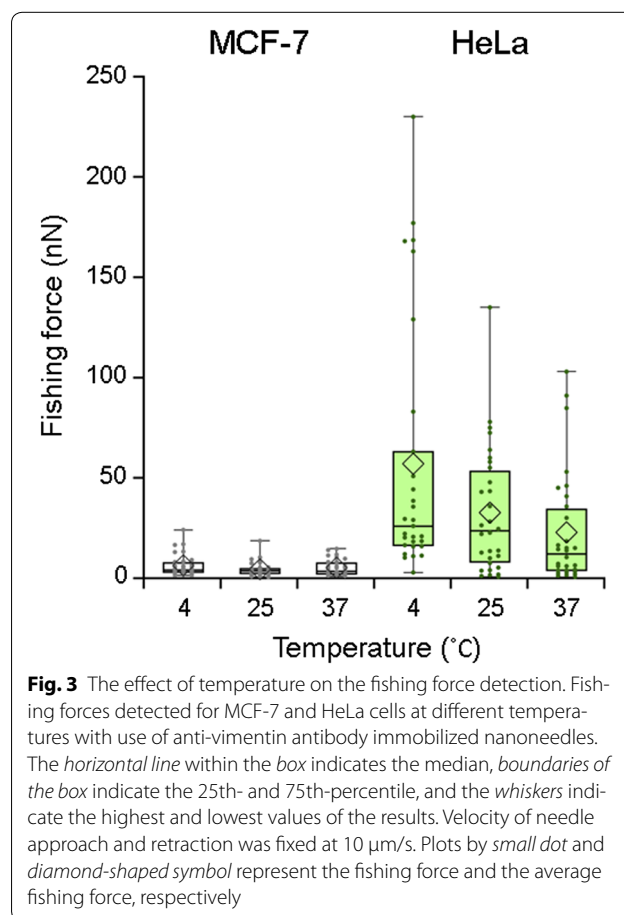 MCF-7 HeLa
250
200
150
100
50
0
Fishing force (nN)
4 25 37 4 25 37
Temperature (˚C)
Fig. 3 The effect of temperature on the fishing force detection. Fish-
ing forces detected for MCF-7 and HeLa cells at different tempera-
tures with use of anti-vimentin antibody immobilized nanoneedles.
The horizontal line within the box indicates the median, boundaries of
the box indicate the 25th- and 75th-percentile, and the whiskers indi-
cate the highest and lowest values of the results. Velocity of needle
approach and retraction was fixed at 10 μm/s. Plots by small dot and
diamond-shaped symbol represent the fishing force and the average
fishing force, respectively